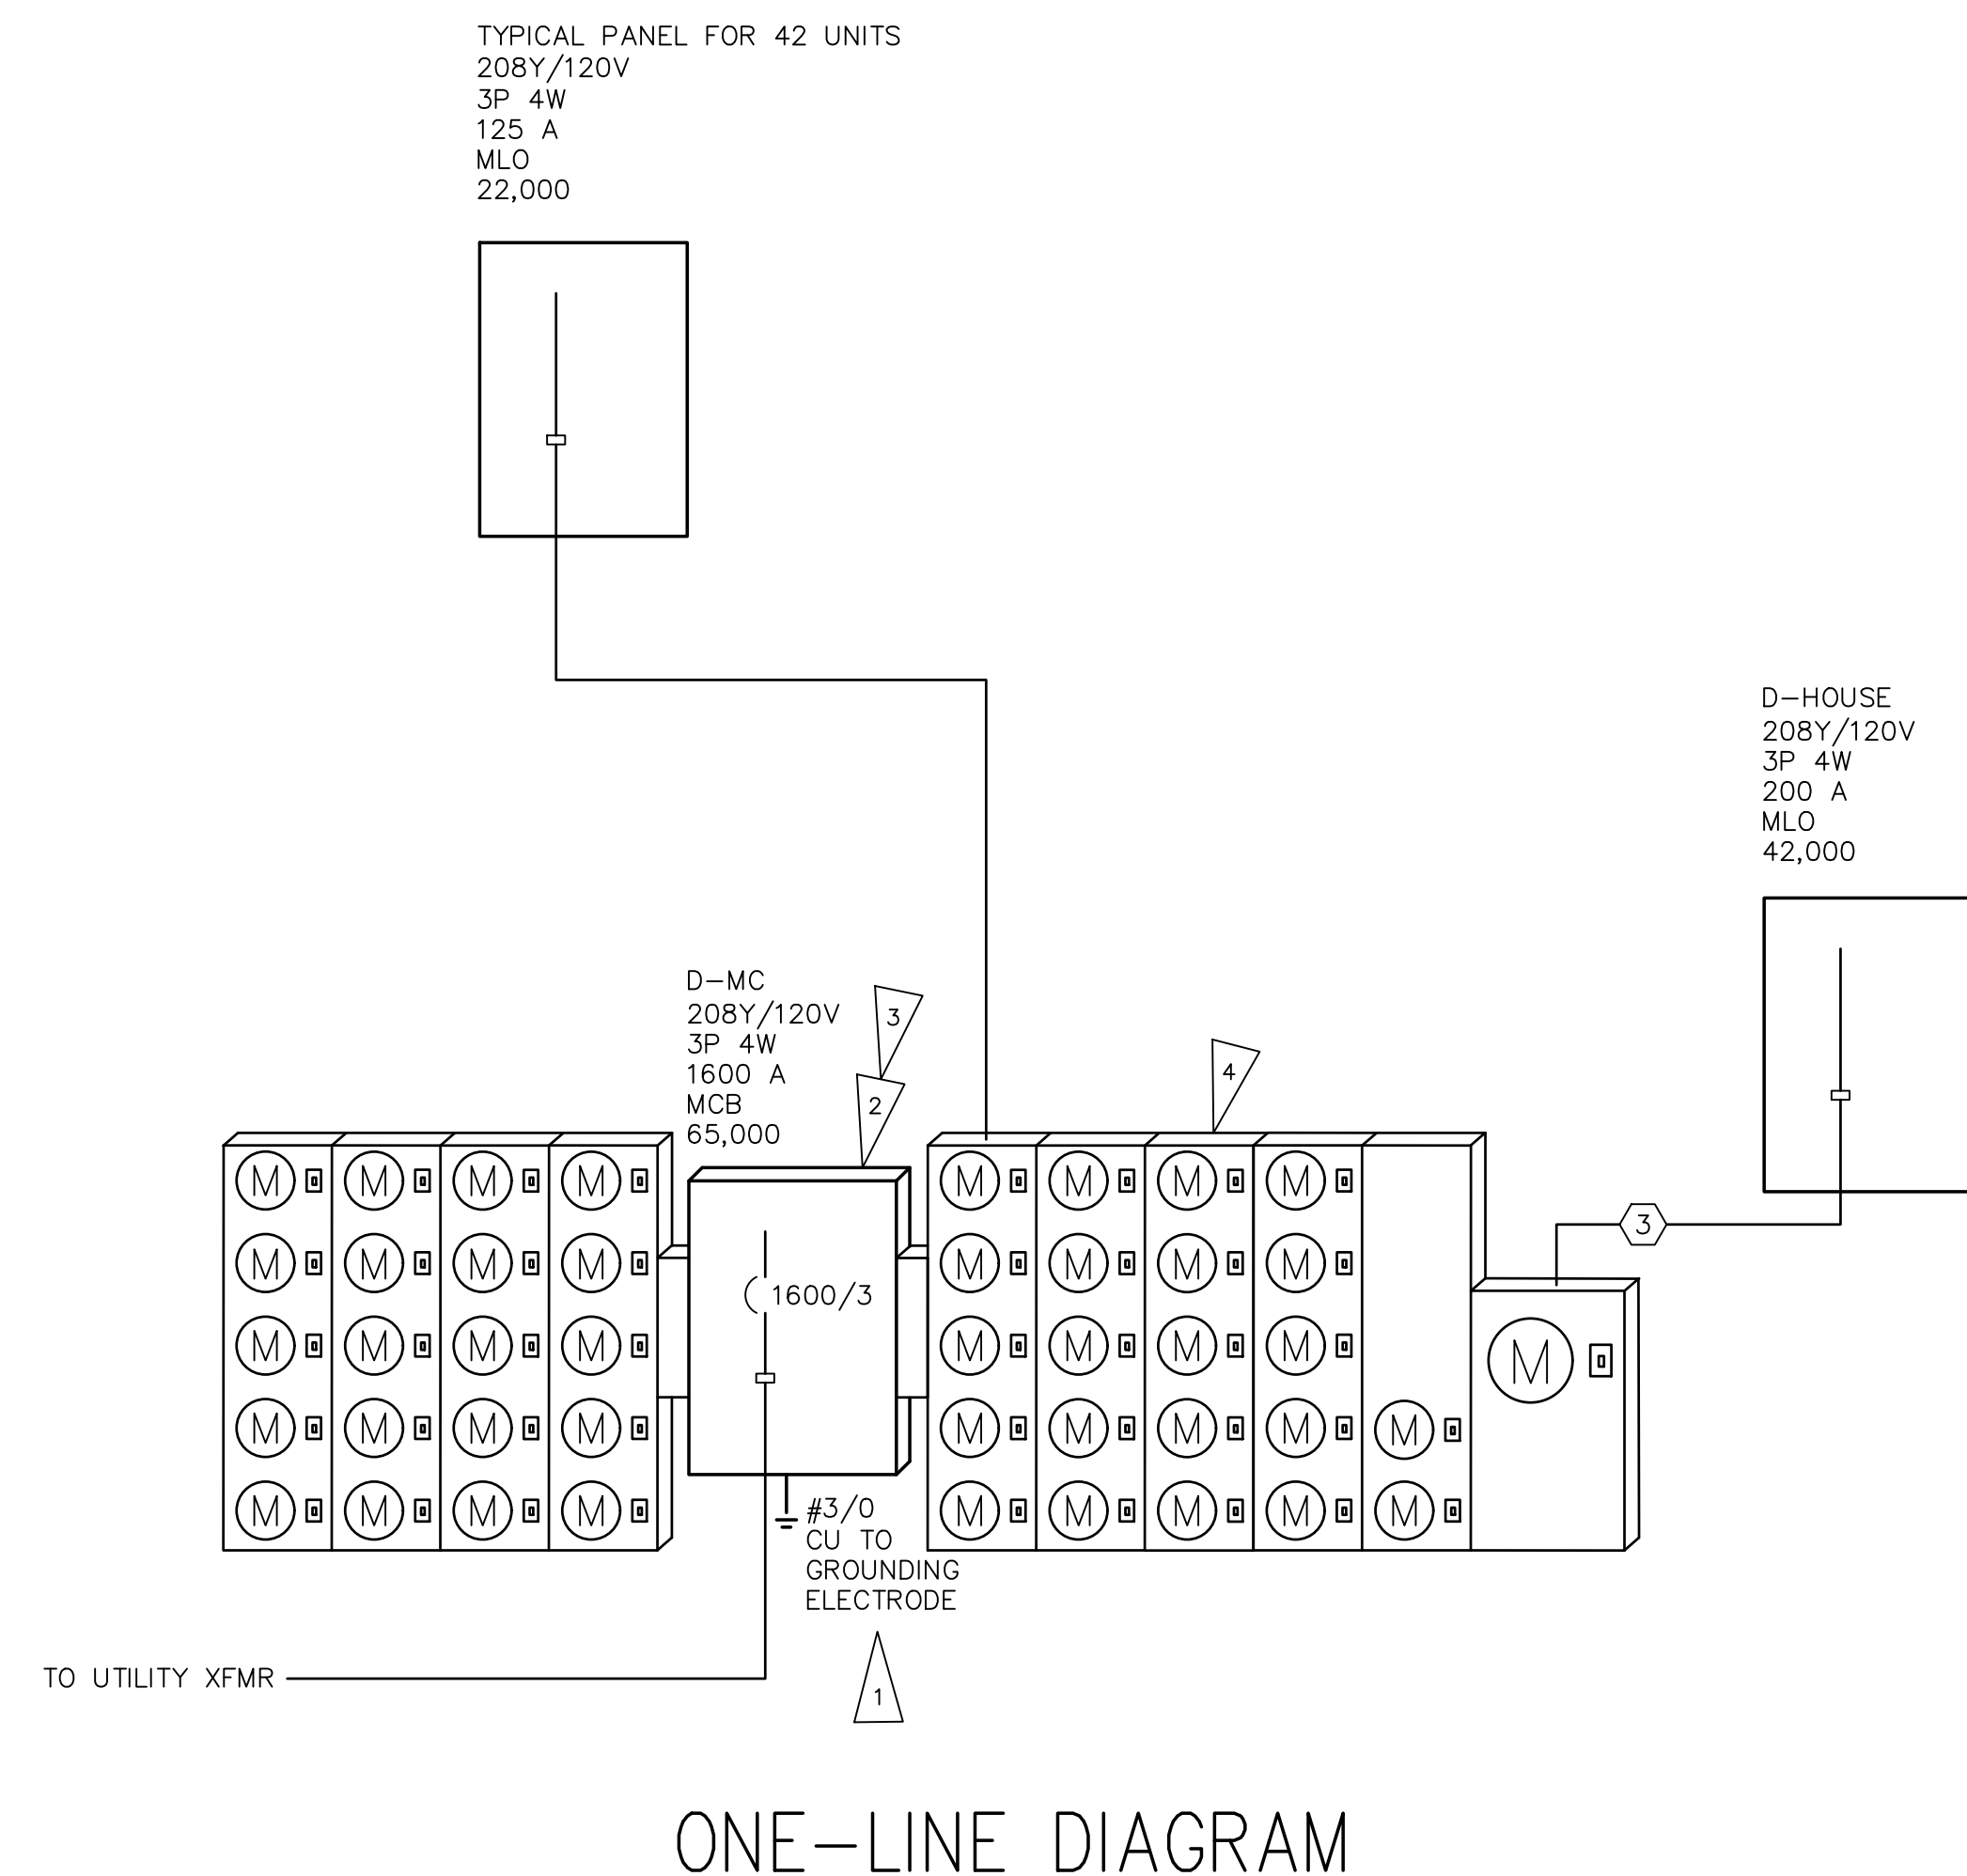 TYPICAL PANEL FOR 42 UNITS
208Y/120V
3P 4W
125 A
MLO
22,000
D-HOUSE
208Y/120V
3P 4W
200 A
MLO
42,000
D-MC
208Y/120V
3P 4W
1600 A
MCB
65,000
3
2
4
M M M M M M M M
M M M M M M M M
3
1600/3
M M M M M M M M
M
M M M M M M M M M
M M M M M M M M M
#3/0
CU TO
GROUNDING
ELECTRODE
TO UTILITY XFMR
1
ONE-LINE DIAGRAM